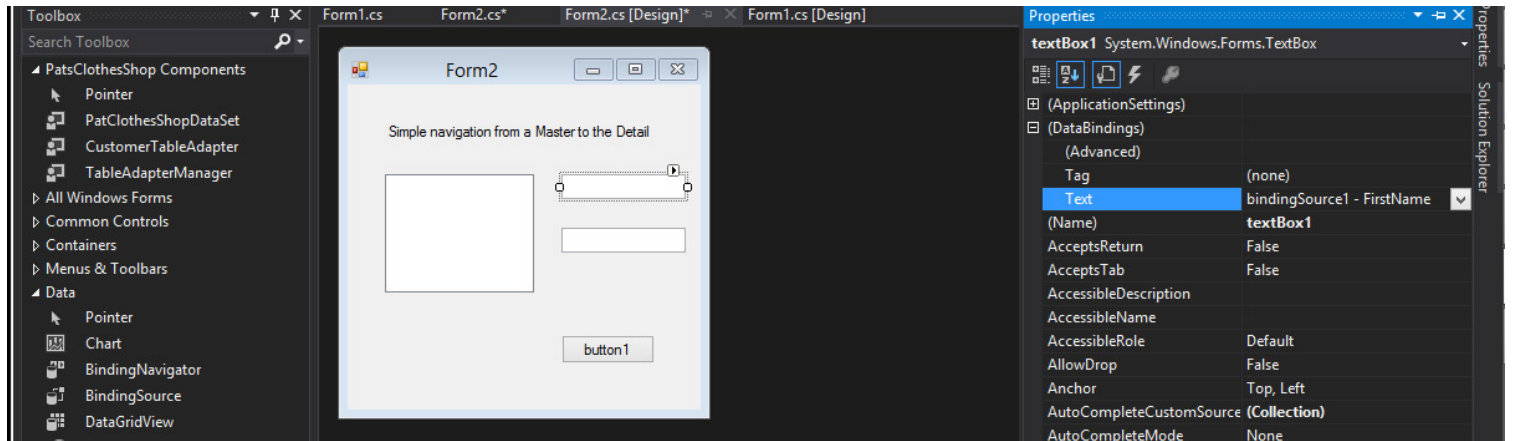 Toolbox
Search Toolbox
PatsClothesShop Components
Pointer
PatClothesShopDataSet
CustomerTableAdapter
TableAdapterManager
All Windows Forms
Common Controls
Containers
Menus & Toolbars
Data
Pointer
Chart
BindingNavigator
BindingSource
DataGridView
Form1.cs Form2.cs* Form2.cs [Design]* Form1.cs [Design]
Form2
Simple navigation from a Master to the Detail
button1
Properties
textBox1 System.Windows.Forms.TextBox
(ApplicationSettings)
(DataBindings)
(Advanced)
Tag (none)
Text bindingSource1 - FirstName
(Name) textBox1
AcceptsReturn False
AcceptsTab False
AccessibleDescription
AccessibleName
AccessibleRole Default
AllowDrop False
Anchor Top, Left
AutoCompleteCustomSource (Collection)
AutoCompleteMode None
Properties
Solution Explorer